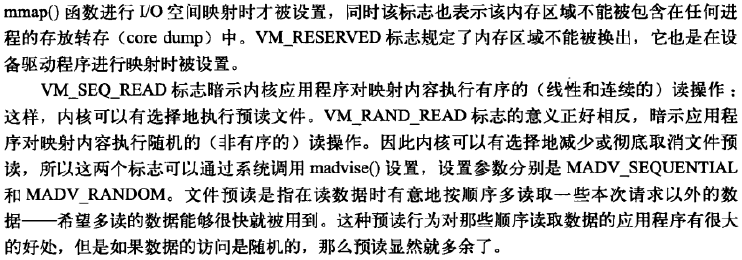 mmap() 函数进行 I/O 空间映射时才被设置，同时该标志也表示该内存区域不能被包含在任何进
程的存放转存（core dump）中。VM_RESERVED 标志规定了内存区域不能被换出，它也是在设
备驱动程序进行映射时被设置。
VM_SEQ_READ 标志暗示内核应用程序对映射内容执行有序的（线性和连续的）读操作；
这样，内核可以有选择地执行预读文件。VM_RAND_READ 标志的意义正好相反，暗示应用程
序对映射内容执行随机的（非有序的）读操作。因此内核可以有选择地减少或彻底取消文件预
读，所以这两个标志可以通过系统调用 madvise() 设置，设置参数分别是 MADV_SEQUENTIAL
和 MADV_RANDOM。文件预读是指在读数据时有意地按顺序多读取一些本次请求以外的数
据——希望多读的数据能够很快就被用到。这种预读行为对那些顺序读取数据的应用程序有很大
的好处，但是如果数据的访问是随机的，那么预读显然就多余了。